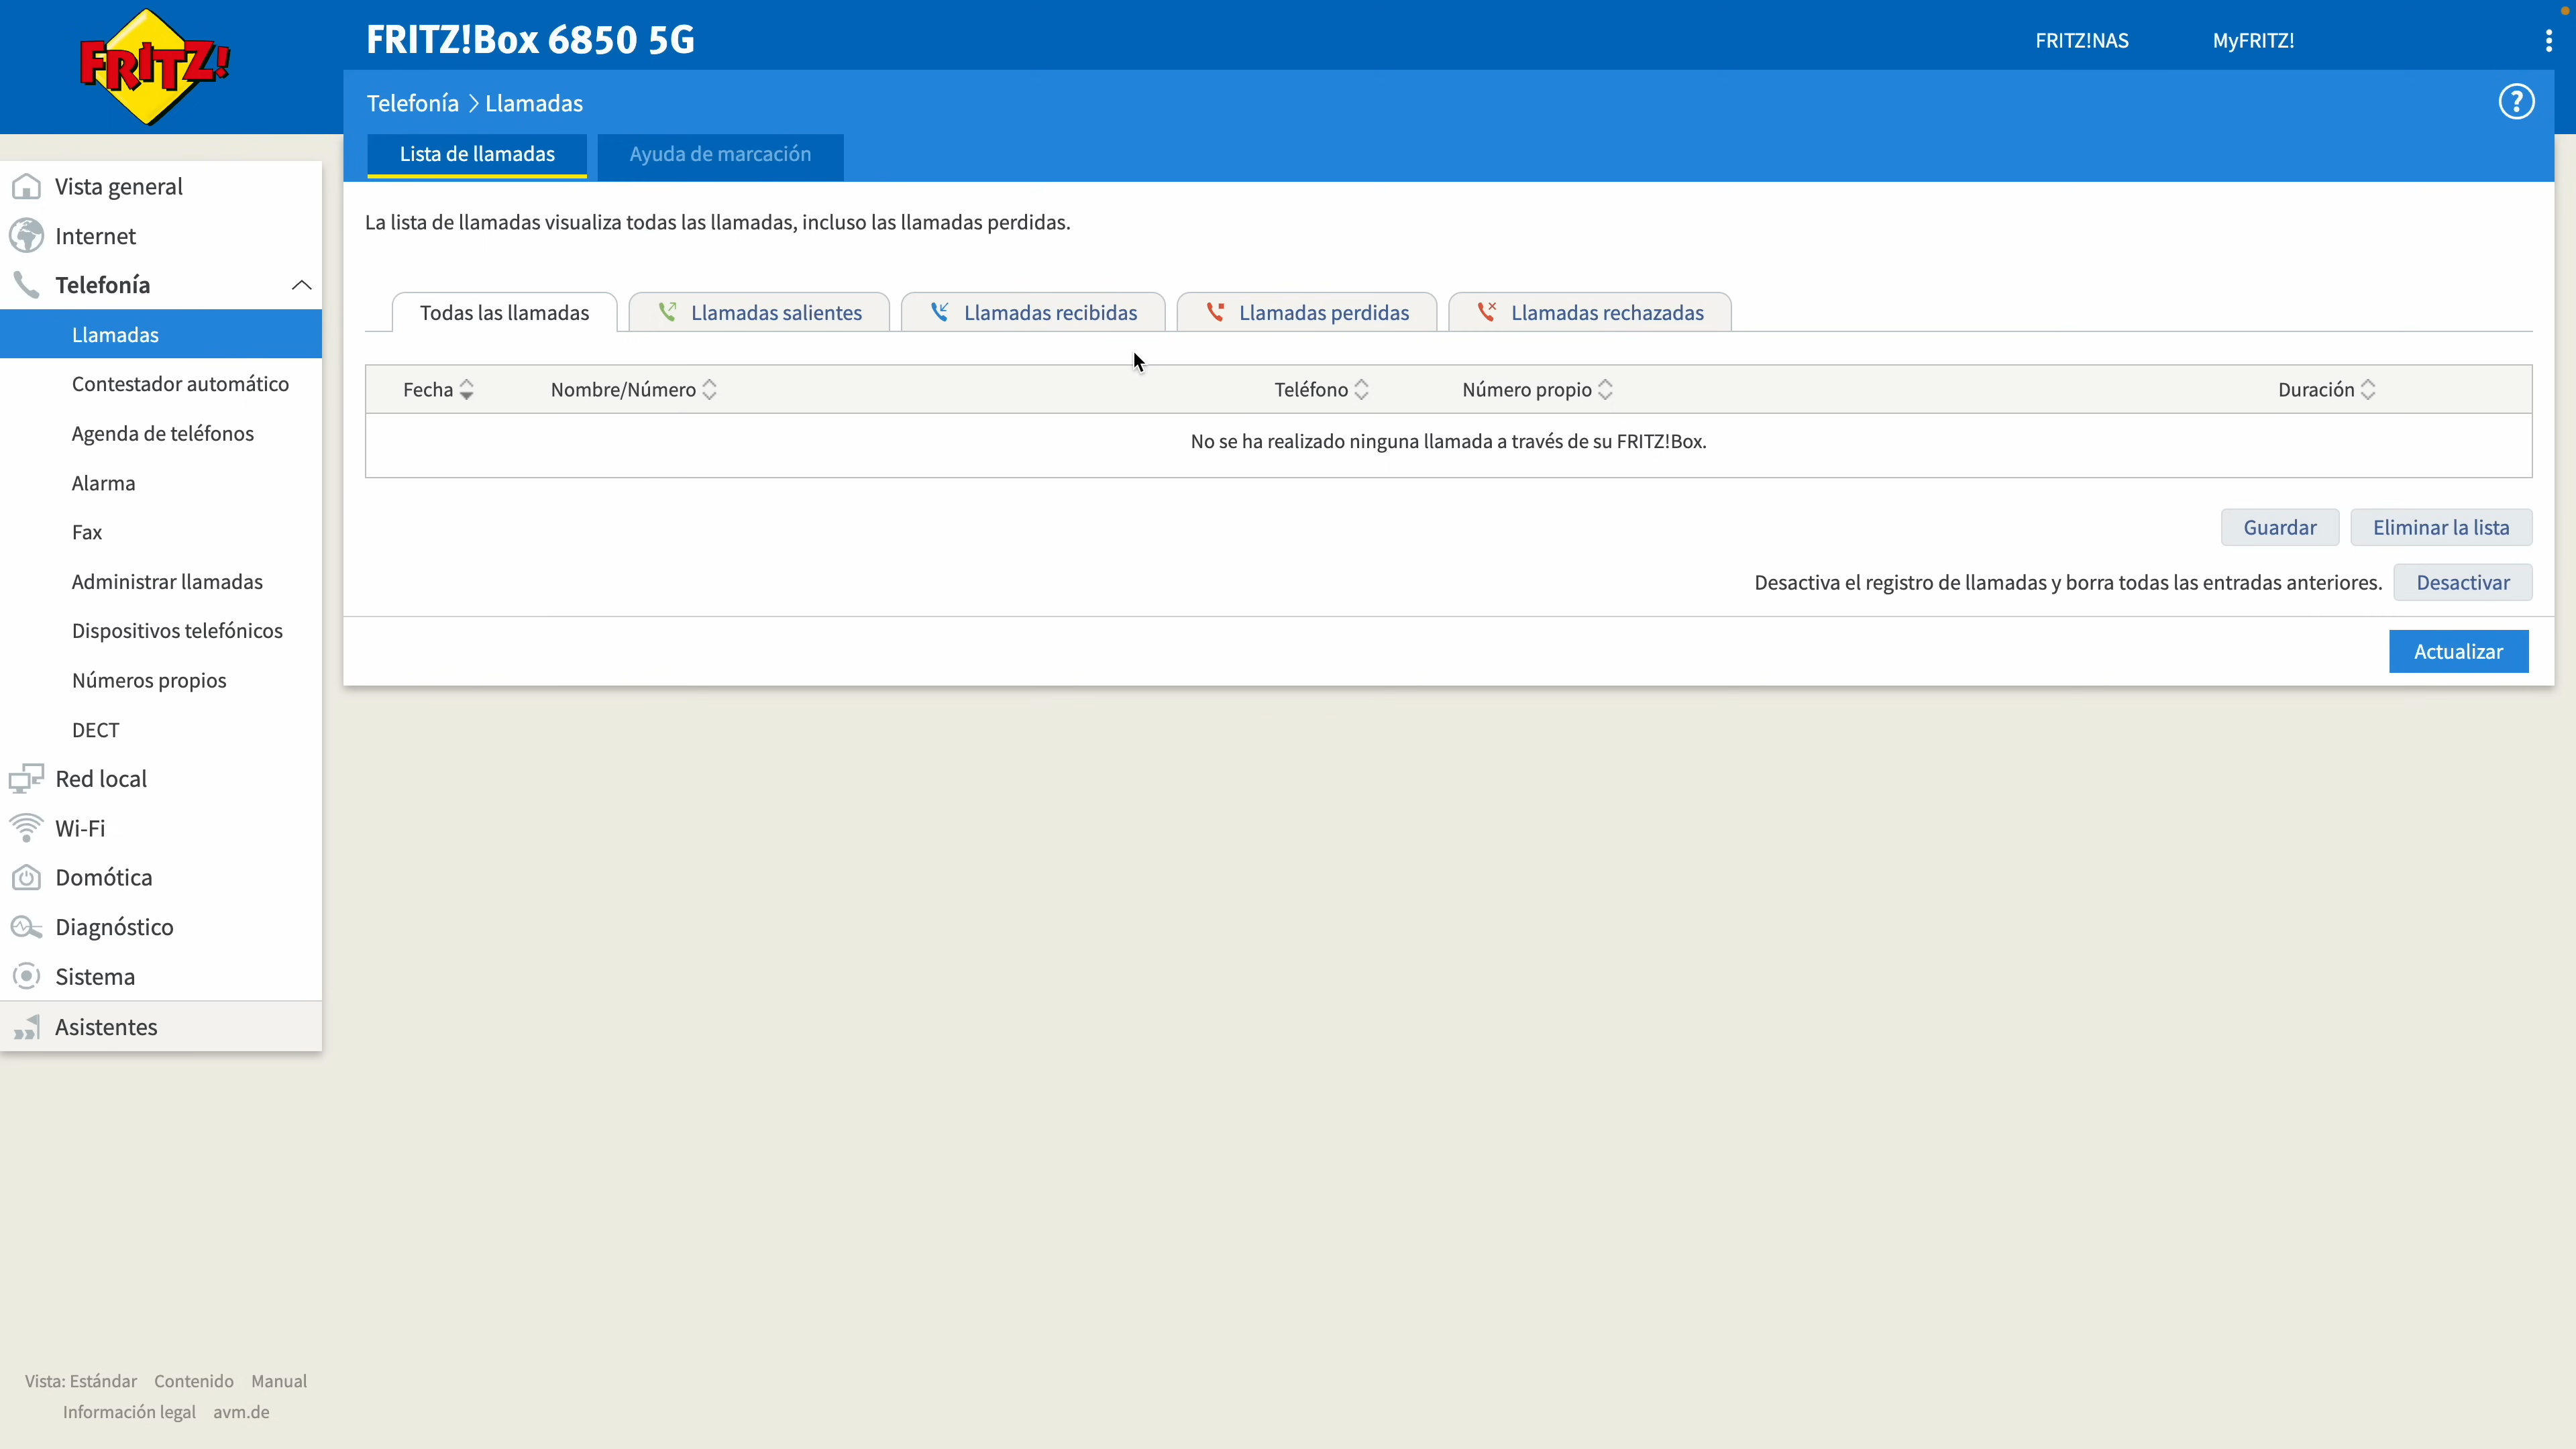 FRITZ!
FRITZ!Box 6850 5G
FRITZ!NAS
MyFRITZ!
Telefonía > Llamadas
?
Lista de llamadas
Ayuda de marcación
Vista general
Internet
Telefonía
Llamadas
Contestador automático
Agenda de teléfonos
Alarma
Fax
Administrar llamadas
Dispositivos telefónicos
Números propios
DECT
Red local
Wi-Fi
Domótica
Diagnóstico
Sistema
Asistentes
La lista de llamadas visualiza todas las llamadas, incluso las llamadas perdidas.
Todas las llamadas
Llamadas salientes
Llamadas recibidas
Llamadas perdidas
Llamadas rechazadas
Fecha
Nombre/Número
Teléfono
Número propio
Duración
No se ha realizado ninguna llamada a través de su FRITZ!Box.
Guardar
Eliminar la lista
Desactiva el registro de llamadas y borra todas las entradas anteriores.
Desactivar
Actualizar
Vista: Estándar Contenido Manual
Información legal avm.de